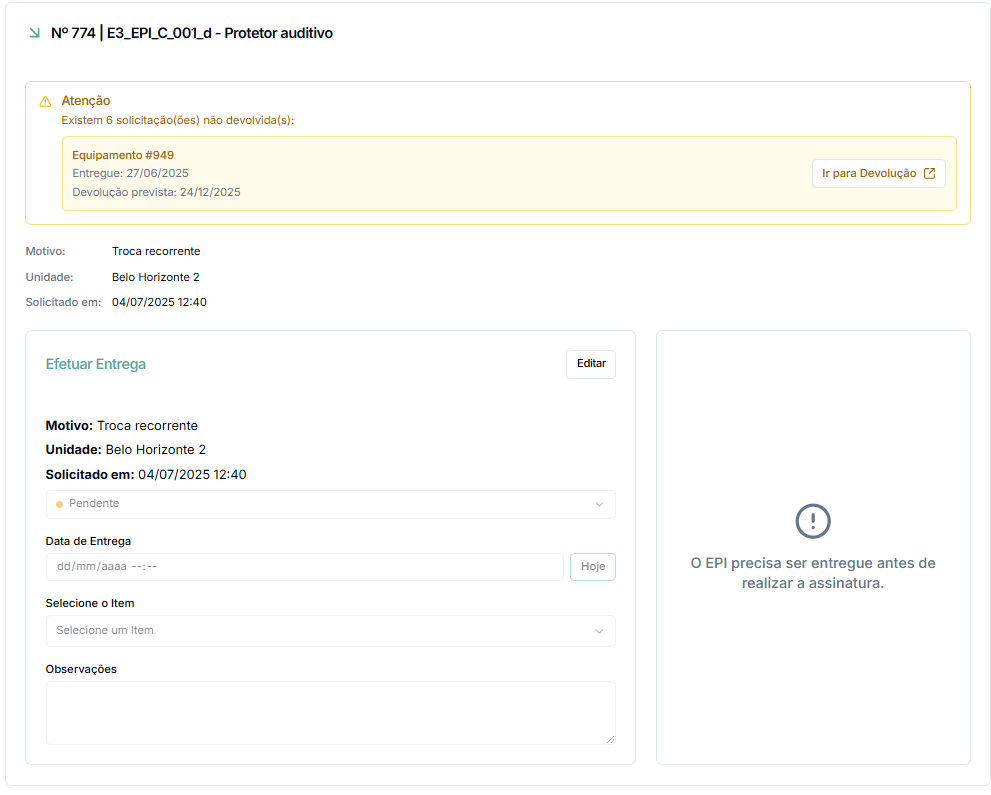 Nº 774 | E3_EPI_C_001_d - Protetor auditivo
Atenção
Existem 6 solicitação(ões) não devolvida(s):
Equipamento #949
Entregue: 27/06/2025
Devolução prevista: 24/12/2025
Ir para Devolução
Motivo: Troca recorrente
Unidade: Belo Horizonte 2
Solicitado em: 04/07/2025 12:40
Efetuar Entrega
Editar
Motivo: Troca recorrente
Unidade: Belo Horizonte 2
Solicitado em: 04/07/2025 12:40
Pendente
Data de Entrega
dd/mm/aaaa --:--
Hoje
Selecione o Item
Selecione um Item
Observações
O EPI precisa ser entregue antes de
realizar a assinatura.